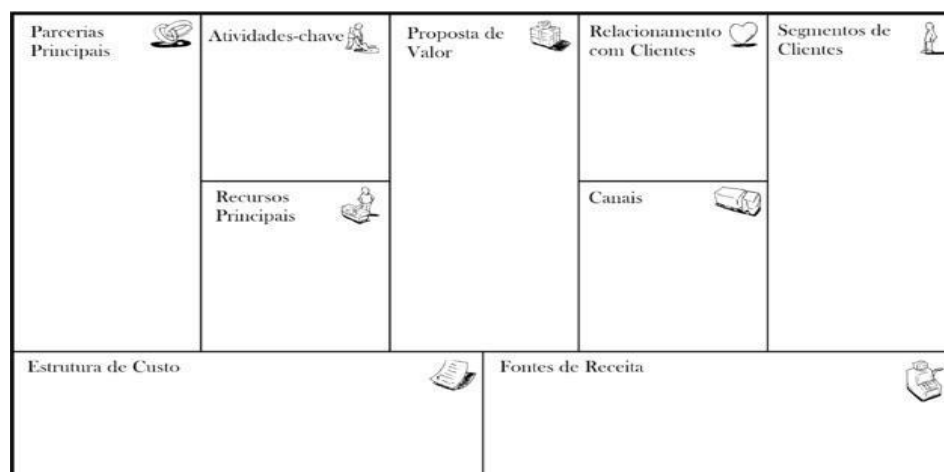 Parcerias
Principais
Atividades-chave
Proposta de
Valor
Relacionamento
com Clientes
Segmentos de
Clientes
Recursos
Principais
Canais
Estrutura de Custo
Fontes de Receita